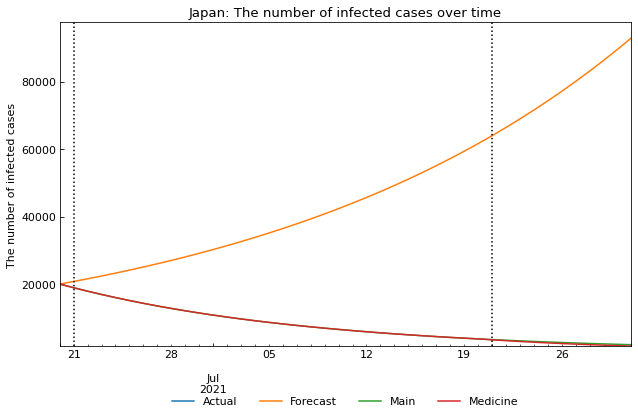 Japan: The number of infected cases over time
The number of infected cases
80000
60000
40000
20000
21 28 05 12 19 26
Jul
2021
Actual Forecast Main Medicine